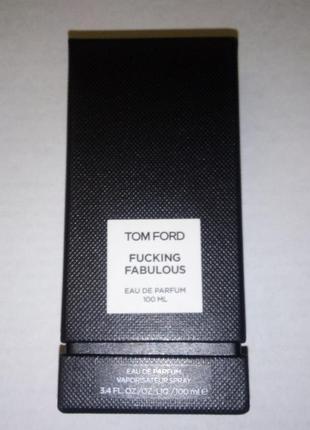 TOM FORD
FUCKING
FABULOUS
EAU DE PARFUM
100 ML
EAU DE PARFUM
VAPORISATEUR SPRAY
3.4 FL.OZ./OZ.LIQ./100 ml ℮